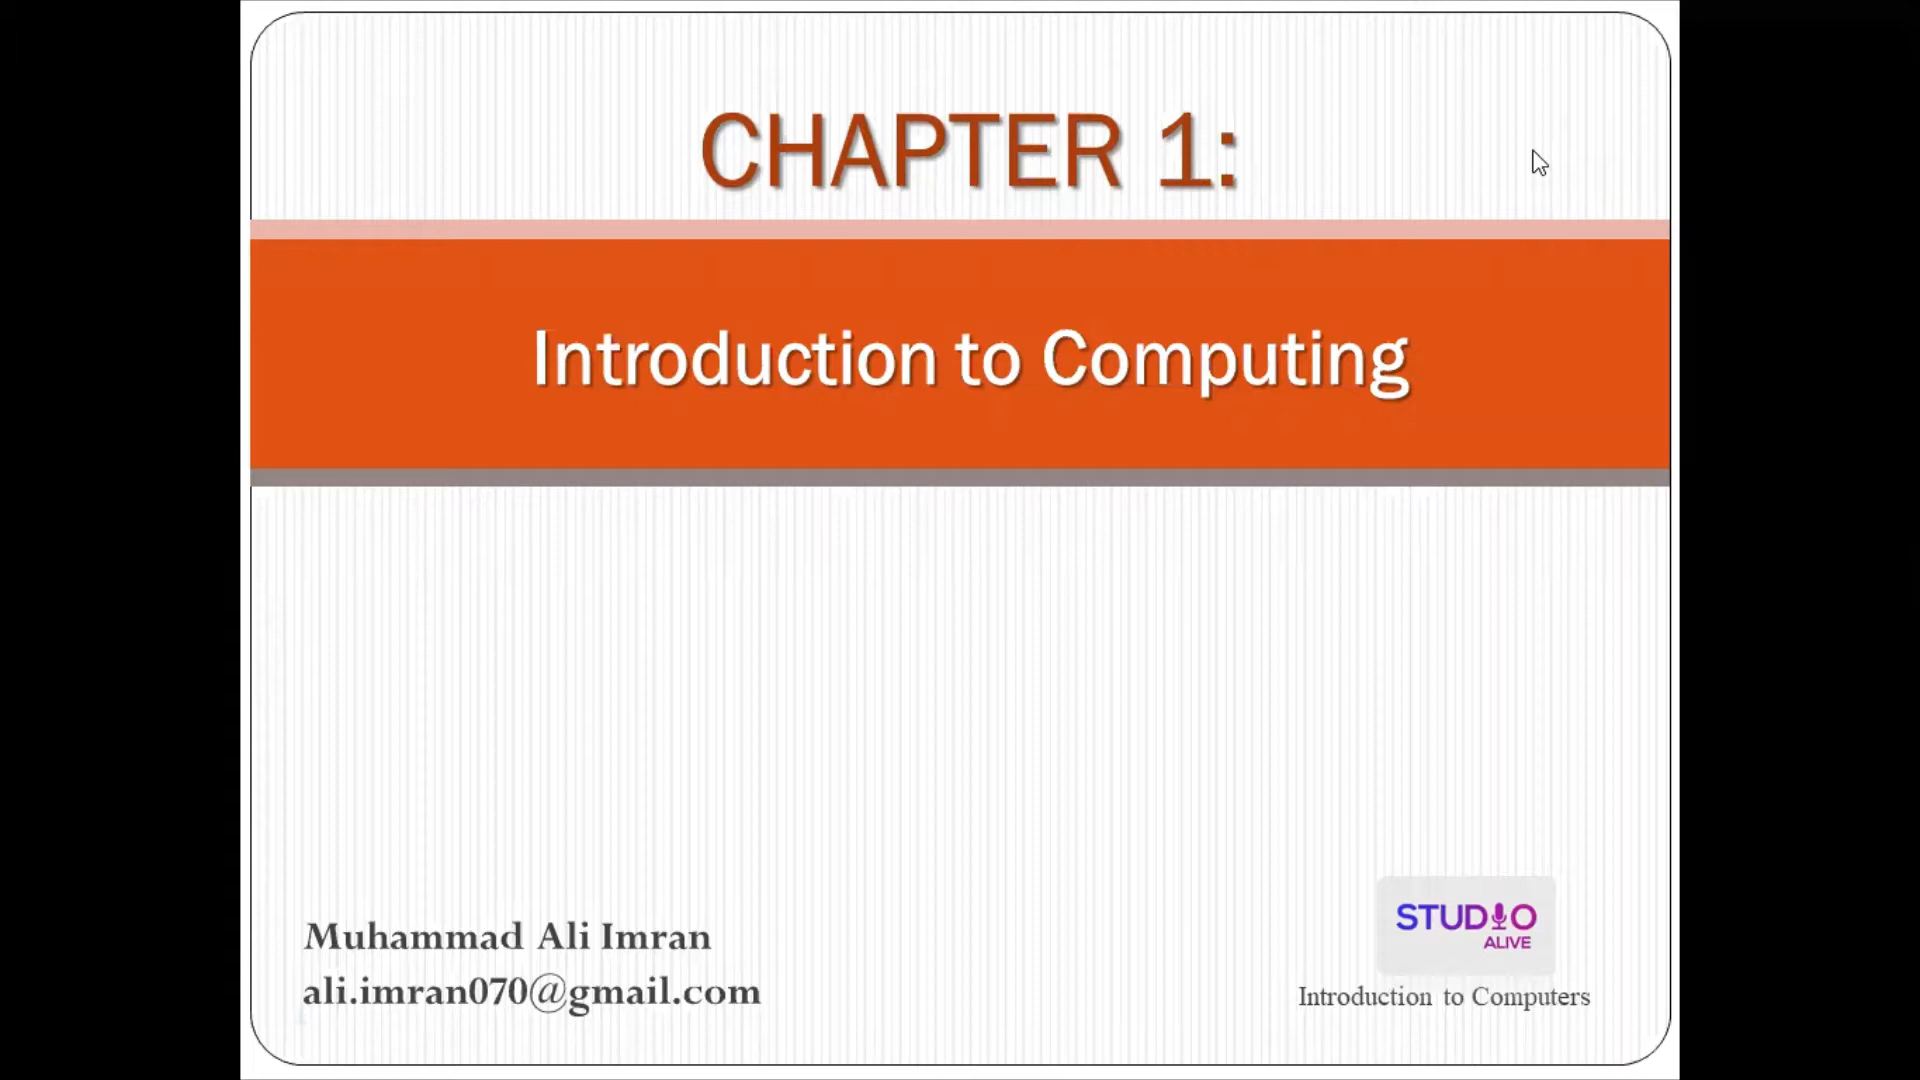 CHAPTER 1:
Introduction to Computing
Muhammad Ali Imran
ali.imran070@gmail.com
STUDIO
ALIVE
Introduction to Computers